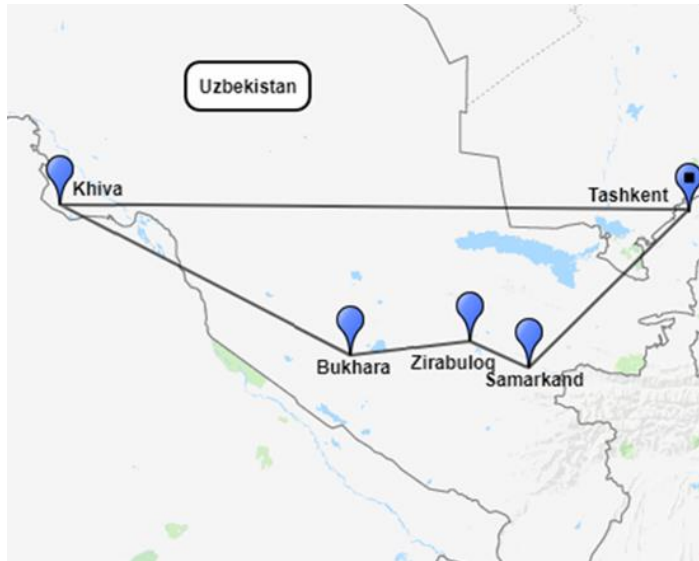 Uzbekistan
Khiva
Tashkent
Bukhara
Zirabulog
Samarkand